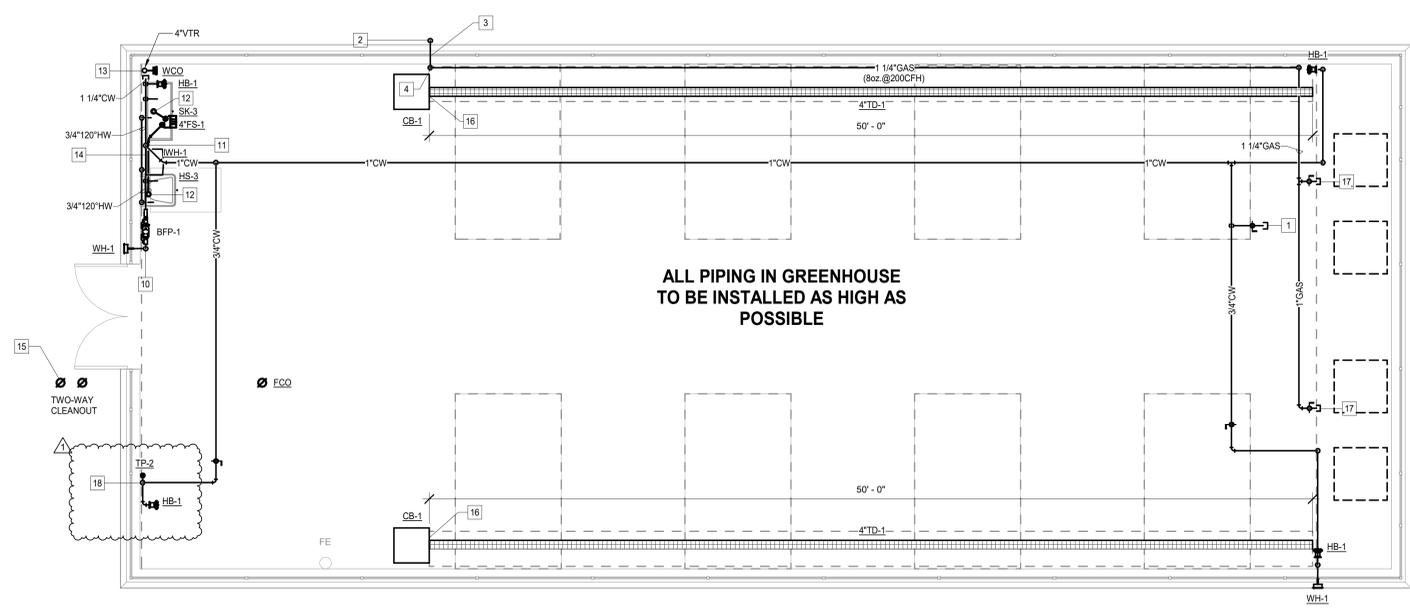 4"VTR
2
3
HB-1
13
WCO
1 1/4"GAS
(8oz.@200CFH)
4
HB-1
1 1/4"CW
12
SK-3
4"TD-1
4"FS-1
CB-1
16
50' - 0"
3/4"120°HW
11
14
IWH-1
1"CW
1"CW
1"CW
1"CW
1 1/4"GAS
HS-3
17
12
3/4"120°HW
BFP-1
1
WH-1
3/4"CW
10
ALL PIPING IN GREENHOUSE
TO BE INSTALLED AS HIGH AS
POSSIBLE
3/4"CW
1"GAS
15
FCO
TWO-WAY
CLEANOUT
17
1
TP-2
18
HB-1
50' - 0"
CB-1
16
4"TD-1
FE
HB-1
WH-1